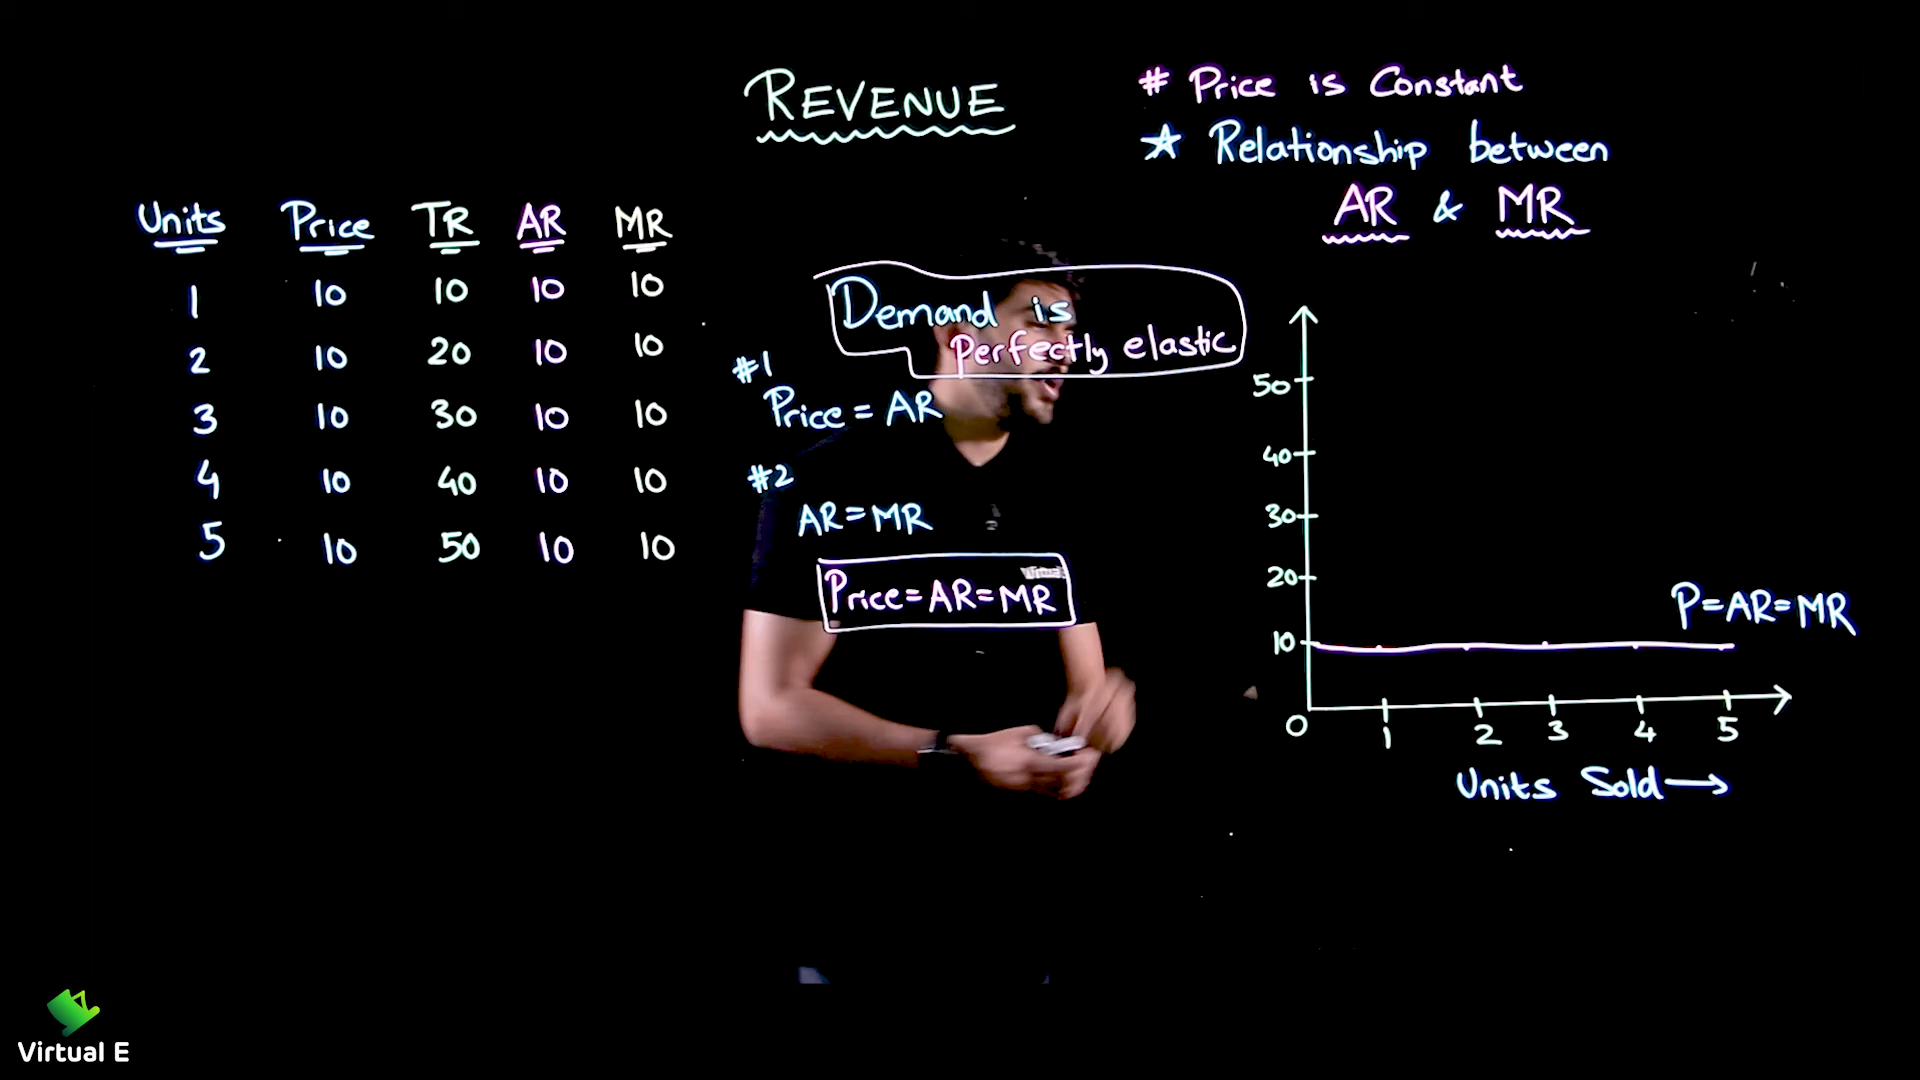 REVENUE
# Price is Constant
☆ Relationship between
AR & MR
Units Price TR AR MR
1 10 10 10 10
2 10 20 10 10
3 10 30 10 10
4 10 40 10 10
5 10 50 10 10
Demand is
perfectly elastic
#1
Price = AR
#2
AR = MR
Price = AR = MR
50
40
30
20
10
P=AR=MR
0 1 2 3 4 5
Units Sold →
Virtual E